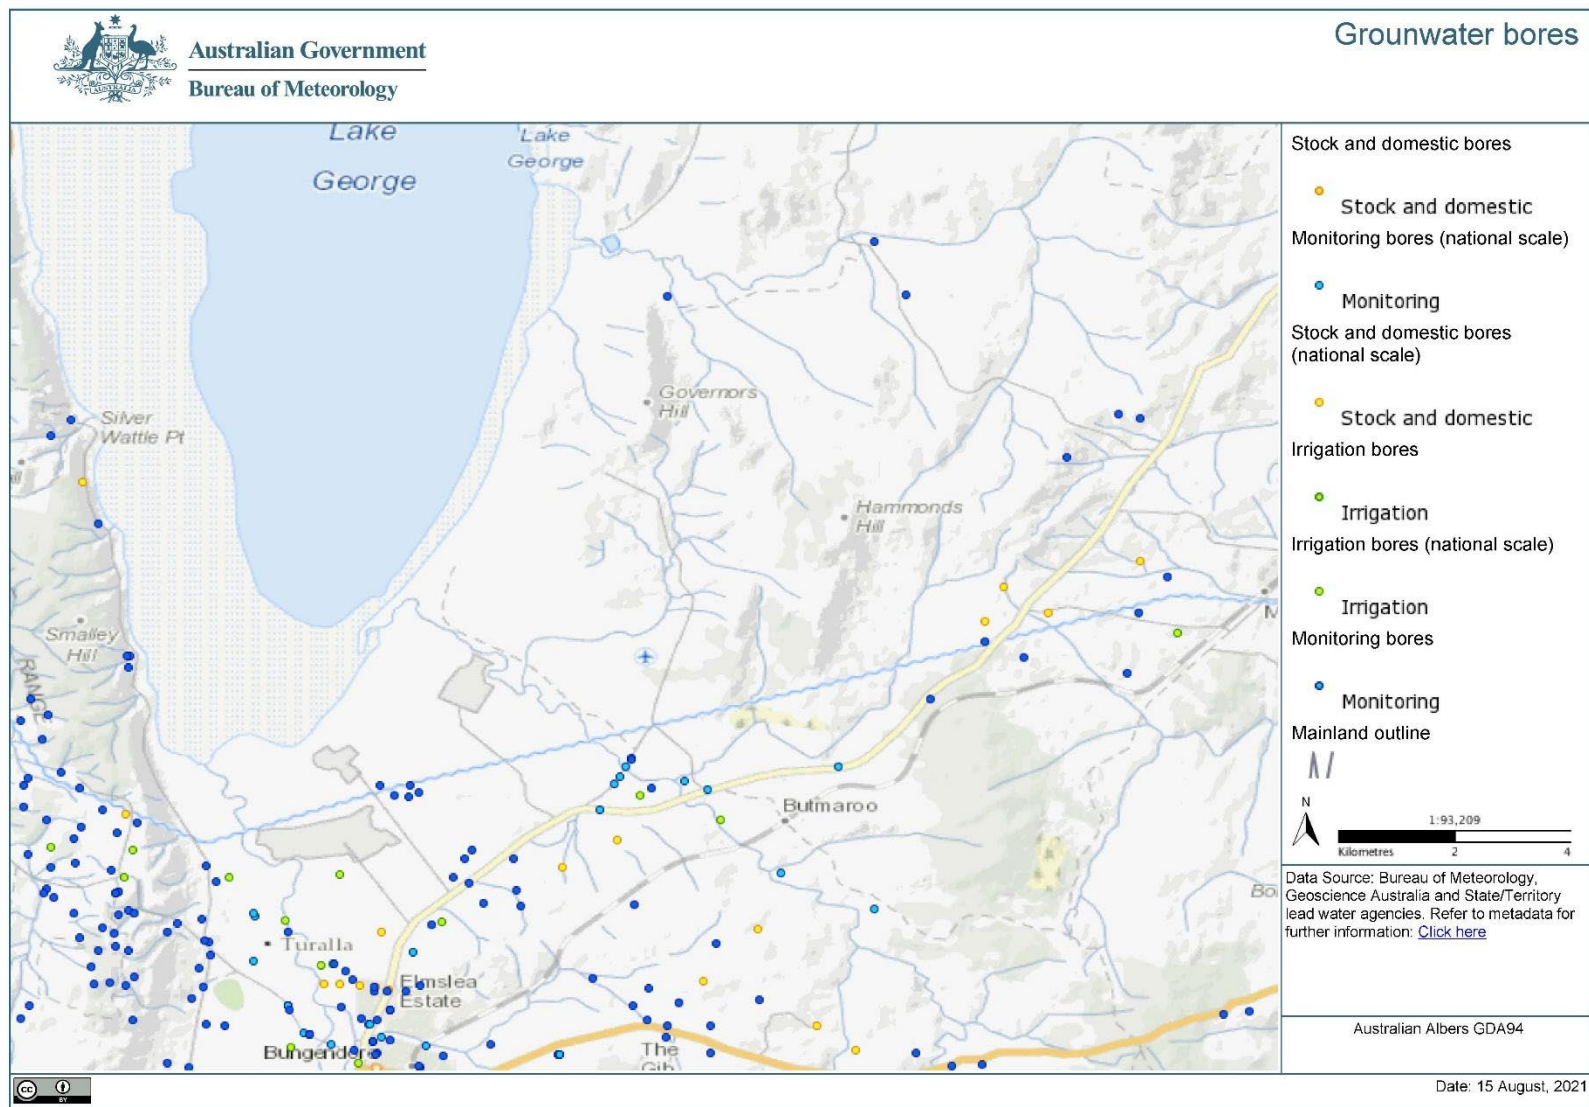 Australian Government
Bureau of Meteorology
AUSTRALIA
Grounwater bores
Lake
George
Lake
George
Silver
Wattle Pt
Governors
Hill
Hammonds
Hill
Smalley
Hill
RANGE
M
Butmaroo
Turalla
Elmslea
Estate
Bungendore
The
Gib
Stock and domestic bores
Stock and domestic
Monitoring bores (national scale)
Monitoring
Stock and domestic bores
(national scale)
Stock and domestic
Irrigation bores
Irrigation
Irrigation bores (national scale)
Irrigation
Monitoring bores
Monitoring
Mainland outline
N
1:93,209
Kilometres 2 4
Data Source: Bureau of Meteorology,
Geoscience Australia and State/Territory
lead water agencies. Refer to metadata for
further information: Click here
Australian Albers GDA94
cc BY
Date: 15 August, 2021